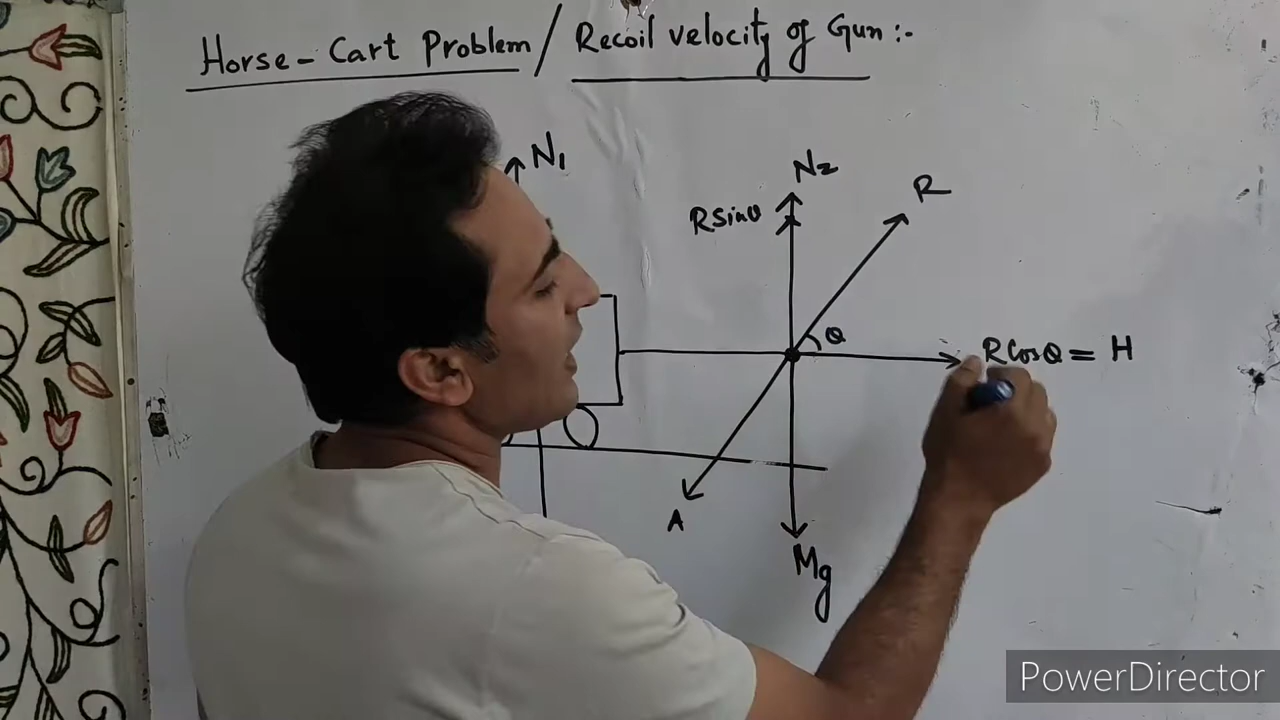 Horse-Cart Problem / Recoil velocity of Gun:-
N1
N2
R
Rsinθ
θ
Rcosθ = H
A
Mg
PowerDirector